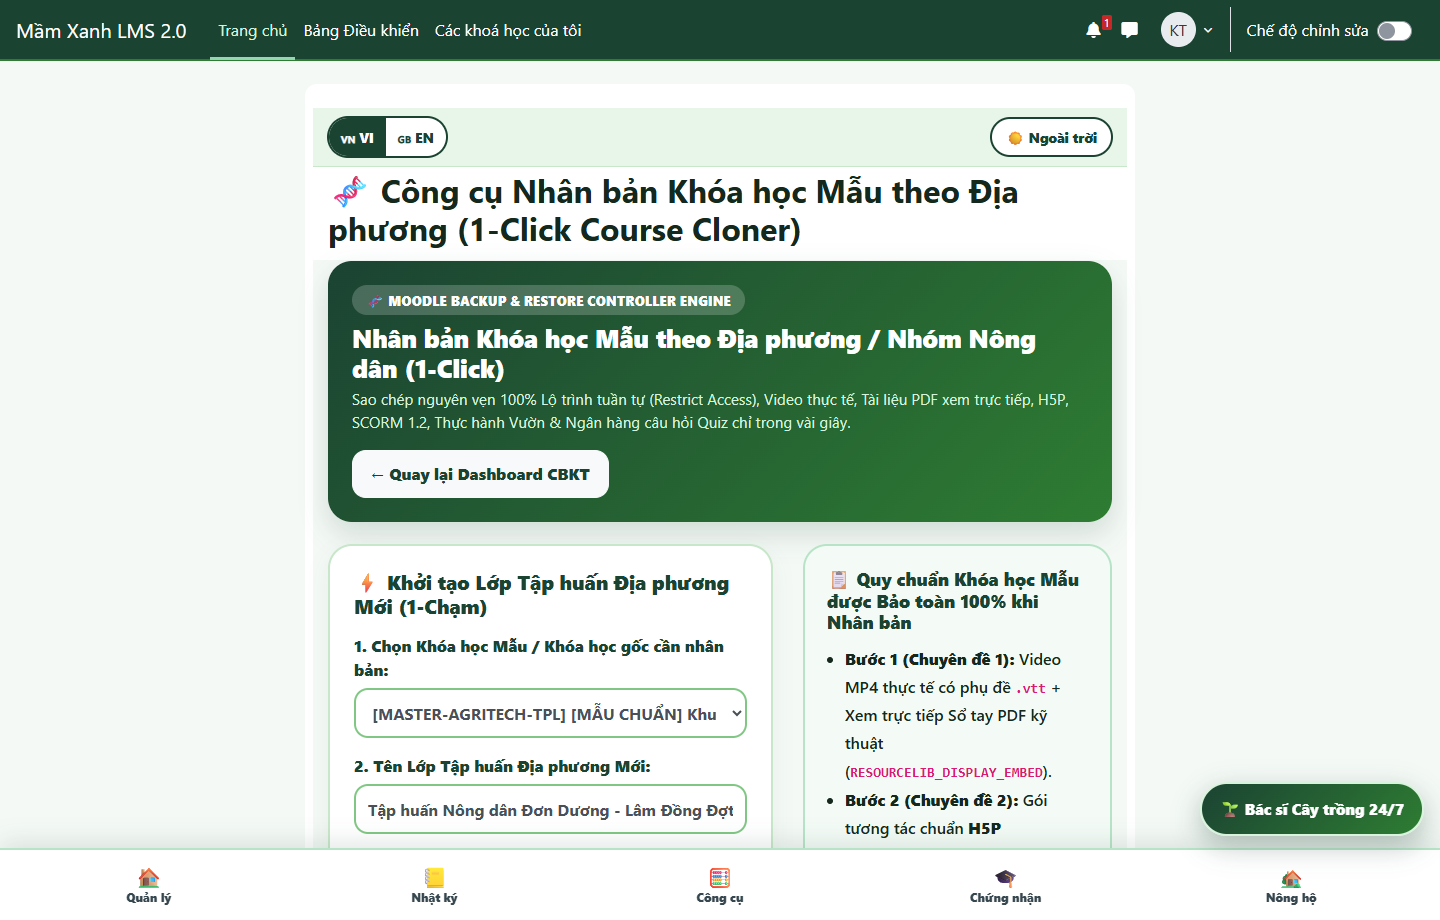 Mầm Xanh LMS 2.0
Trang chủ
Bảng Điều khiển
Các khoá học của tôi
1
KT
Chế độ chỉnh sửa
VN VI
GB EN
Ngoài trời
Công cụ Nhân bản Khóa học Mẫu theo Địa
phương (1-Click Course Cloner)
MOODLE BACKUP & RESTORE CONTROLLER ENGINE
Nhân bản Khóa học Mẫu theo Địa phương / Nhóm Nông
dân (1-Click)
Sao chép nguyên vẹn 100% Lộ trình tuần tự (Restrict Access), Video thực tế, Tài liệu PDF xem trực tiếp, H5P,
SCORM 1.2, Thực hành Vườn & Ngân hàng câu hỏi Quiz chỉ trong vài giây.
← Quay lại Dashboard CBKT
Khởi tạo Lớp Tập huấn Địa phương
Mới (1-Chạm)
1. Chọn Khóa học Mẫu / Khóa học gốc cần nhân
bản:
[MASTER-AGRITECH-TPL] [MẪU CHUẨN] Khu
2. Tên Lớp Tập huấn Địa phương Mới:
Tập huấn Nông dân Đơn Dương - Lâm Đồng Đợt
Quy chuẩn Khóa học Mẫu
được Bảo toàn 100% khi
Nhân bản
• Bước 1 (Chuyên đề 1): Video
MP4 thực tế có phụ đề .vtt +
Xem trực tiếp Sổ tay PDF kỹ
thuật
(RESOURCELIB_DISPLAY_EMBED).
• Bước 2 (Chuyên đề 2): Gói
tương tác chuẩn H5P
Bác sĩ Cây trồng 24/7
Quản lý
Nhật ký
Công cụ
Chứng nhận
Nông hộ